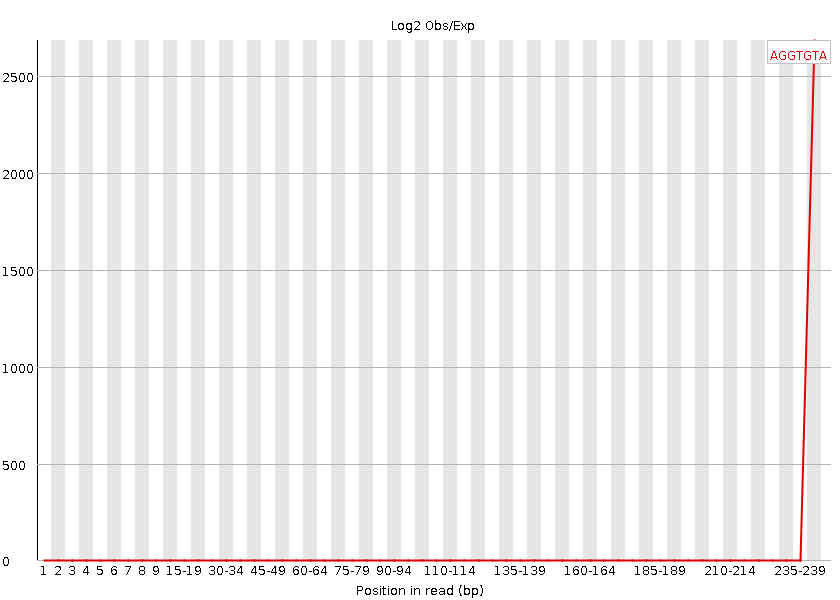 Log2 Obs/Exp
AGGTGTA
2500
2000
1500
1000
500
0
1 2 3 4 5 6 7 8 9 15-19 30-34 45-49 60-64 75-79 90-94 110-114 135-139 160-164 185-189 210-214 235-239
Position in read (bp)